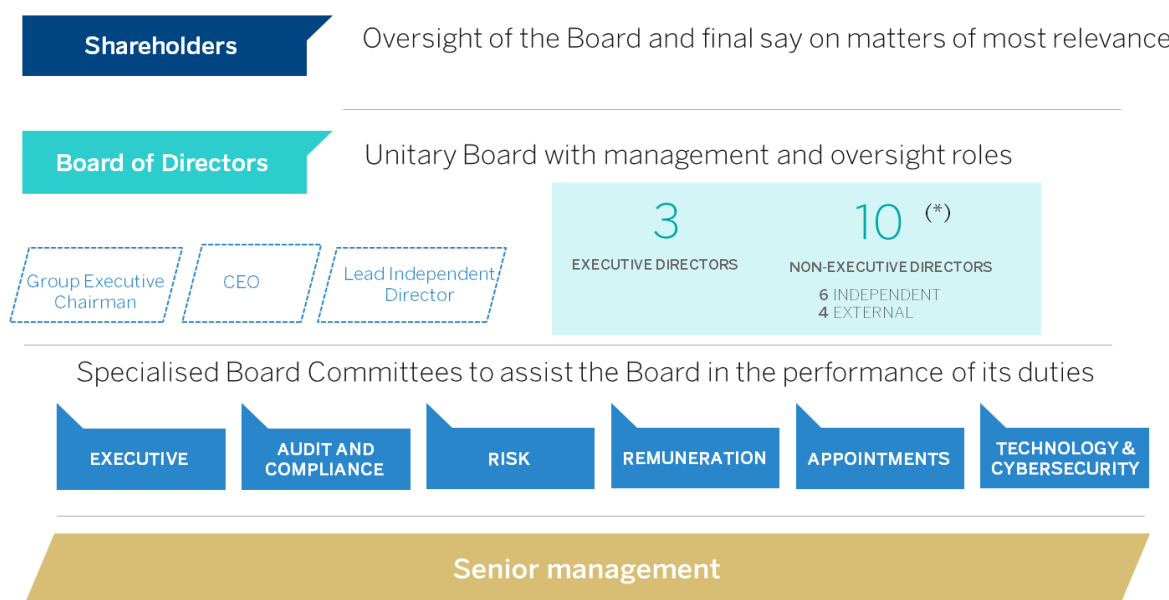 Shareholders
Oversight of the Board and final say on matters of most relevance
Board of Directors
Unitary Board with management and oversight roles
3
10 (*)
EXECUTIVE DIRECTORS
NON-EXECUTIVE DIRECTORS
6 INDEPENDENT
4 EXTERNAL
Group Executive
Chairman
CEO
Lead Independent
Director
Specialised Board Committees to assist the Board in the performance of its duties
EXECUTIVE
AUDIT AND
COMPLIANCE
RISK
REMUNERATION
APPOINTMENTS
TECHNOLOGY &
CYBERSECURITY
Senior management